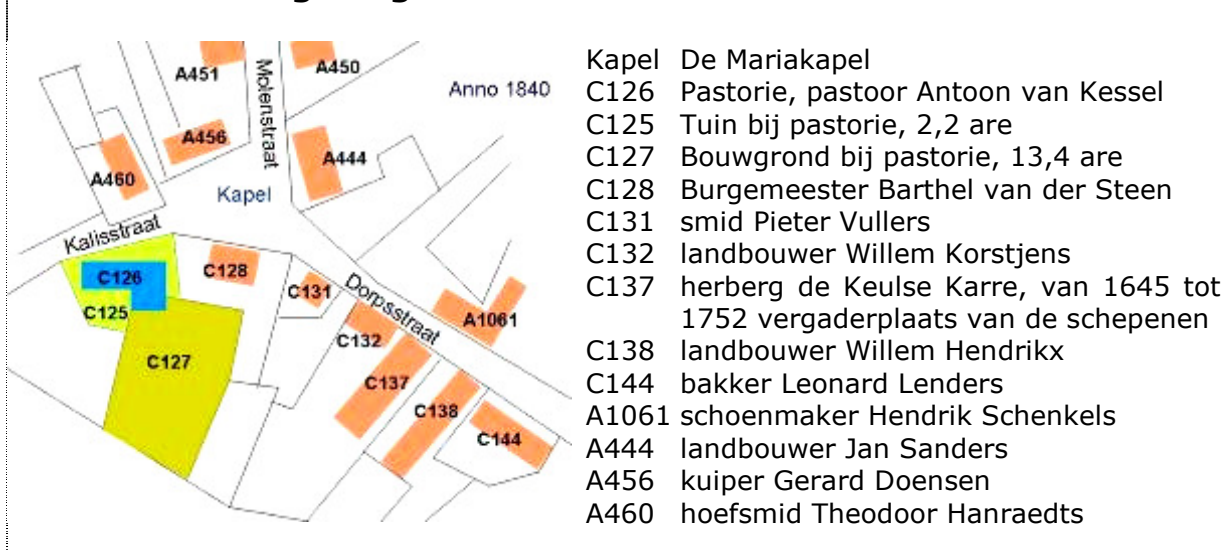 A451
A450
Molenstraat
Anno 1840
A456
A444
A460
Kapel
Kalisstraat
C126
C128
C131
C125
Dorpsstraat
A1061
C132
C127
C137
C138
C144
Kapel De Mariakapel
C126 Pastorie, pastoor Antoon van Kessel
C125 Tuin bij pastorie, 2,2 are
C127 Bouwgrond bij pastorie, 13,4 are
C128 Burgemeester Barthel van der Steen
C131 smid Pieter Vullers
C132 landbouwer Willem Korstjens
C137 herberg de Keulse Karre, van 1645 tot
1752 vergaderplaats van de schepenen
C138 landbouwer Willem Hendrikx
C144 bakker Leonard Lenders
A1061 schoenmaker Hendrik Schenkels
A444 landbouwer Jan Sanders
A456 kuiper Gerard Doensen
A460 hoefsmid Theodoor Hanraedts